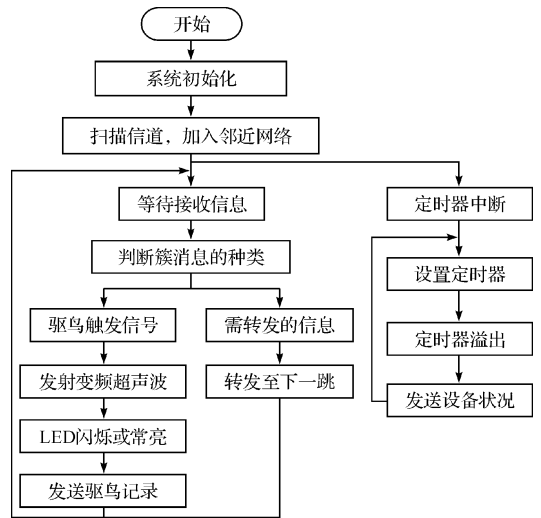 开始
系统初始化
扫描信道，加入邻近网络
等待接收信息
定时器中断
判断簇消息的种类
设置定时器
驱鸟触发信号
需转发的信息
定时器溢出
发射变频超声波
转发至下一跳
发送设备状况
LED闪烁或常亮
发送驱鸟记录